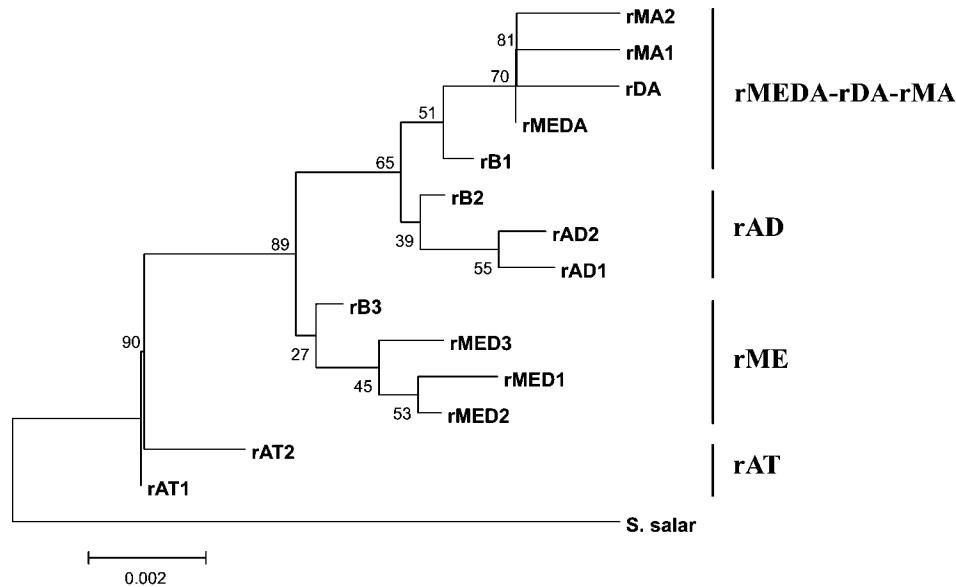 rMA2
81
rMA1
70
rDA
rMEDA-rDA-rMA
51
rMEDA
65
rB1
rB2
rAD
39
rAD2
89
55
rAD1
rB3
rMED3
27
rME
90
45
rMED1
53
rMED2
rAT2
rAT
rAT1
S. salar
0.002